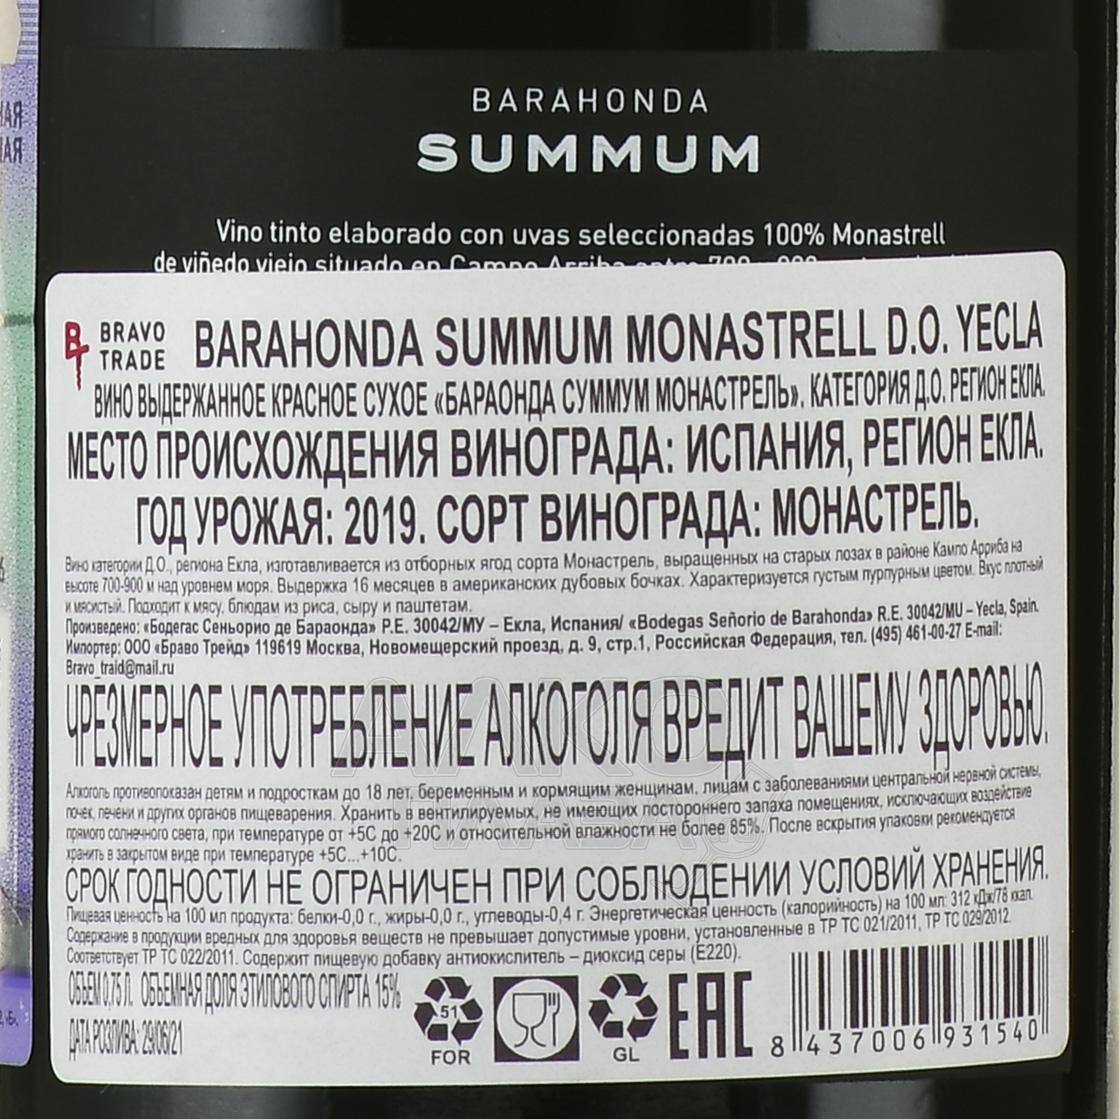 BARAHONDA
SUMMUM
Vino tinto elaborado con uvas seleccionadas 100% Monastrell
de viñedo viejo situado en Campo Arriba entre 700
BRAVO
TRADE
BARAHONDA SUMMUM MONASTRELL D.O. YECLA
ВИНО ВЫДЕРЖАННОЕ КРАСНОЕ СУХОЕ «БАРАОНДА СУММУМ МОНАСТРЕЛЬ». КАТЕГОРИЯ Д.О. РЕГИОН ЕКЛА.
МЕСТО ПРОИСХОЖДЕНИЯ ВИНОГРАДА: ИСПАНИЯ, РЕГИОН ЕКЛА.
ГОД УРОЖАЯ: 2019. СОРТ ВИНОГРАДА: МОНАСТРЕЛЬ.
Вино категории Д.О., региона Екла, изготавливается из отборных ягод сорта Монастрель, выращенных на старых лозах в районе Кампо Арриба на
высоте 700-900 м над уровнем моря. Выдержка 16 месяцев в американских дубовых бочках. Характеризуется густым пурпурным цветом. Вкус плотный
и мясистый. Подходит к мясу, блюдам из риса, сыру и паштетам.
Произведено: «Бодегас Сеньорио де Бараонда» Р.Е. 30042/МУ – Екла, Испания/ «Bodegas Señorio de Barahonda» R.E. 30042/MU – Yecla, Spain.
Импортер: ООО «Браво Трейд» 119619 Москва, Новомещерский проезд, д. 9, стр.1, Российская Федерация, тел. (495) 461-00-27 E-mail:
Bravo_traid@mail.ru
ЧРЕЗМЕРНОЕ УПОТРЕБЛЕНИЕ АЛКОГОЛЯ ВРЕДИТ ВАШЕМУ ЗДОРОВЬЮ.
Алкоголь противопоказан детям и подросткам до 18 лет, беременным и кормящим женщинам, лицам с заболеваниями центральной нервной системы,
почек, печени и других органов пищеварения. Хранить в вентилируемых, не имеющих постороннего запаха помещениях, исключающих воздействие
прямого солнечного света, при температуре от +5С до +20С и относительной влажности не более 85%. После вскрытия упаковки рекомендуется
хранить в закрытом виде при температуре +5С...+10С.
СРОК ГОДНОСТИ НЕ ОГРАНИЧЕН ПРИ СОБЛЮДЕНИИ УСЛОВИЙ ХРАНЕНИЯ.
Пищевая ценность на 100 мл продукта: белки-0,0 г., жиры-0,0 г., углеводы-0,4 г. Энергетическая ценность (калорийность) на 100 мл: 312 кДж/78 ккал.
Содержание в продукции вредных для здоровья веществ не превышает допустимые уровни, установленные в ТР ТС 021/2011, ТР ТС 029/2012.
Соответствует ТР ТС 022/2011. Содержит пищевую добавку антиокислитель – диоксид серы (Е220).
ОБЪЕМ 0,75 Л. ОБЪЕМНАЯ ДОЛЯ ЭТИЛОВОГО СПИРТА 15%
ДАТА РОЗЛИВА: 29/06/21
51
FOR
GL
EAC
8 437006 931540